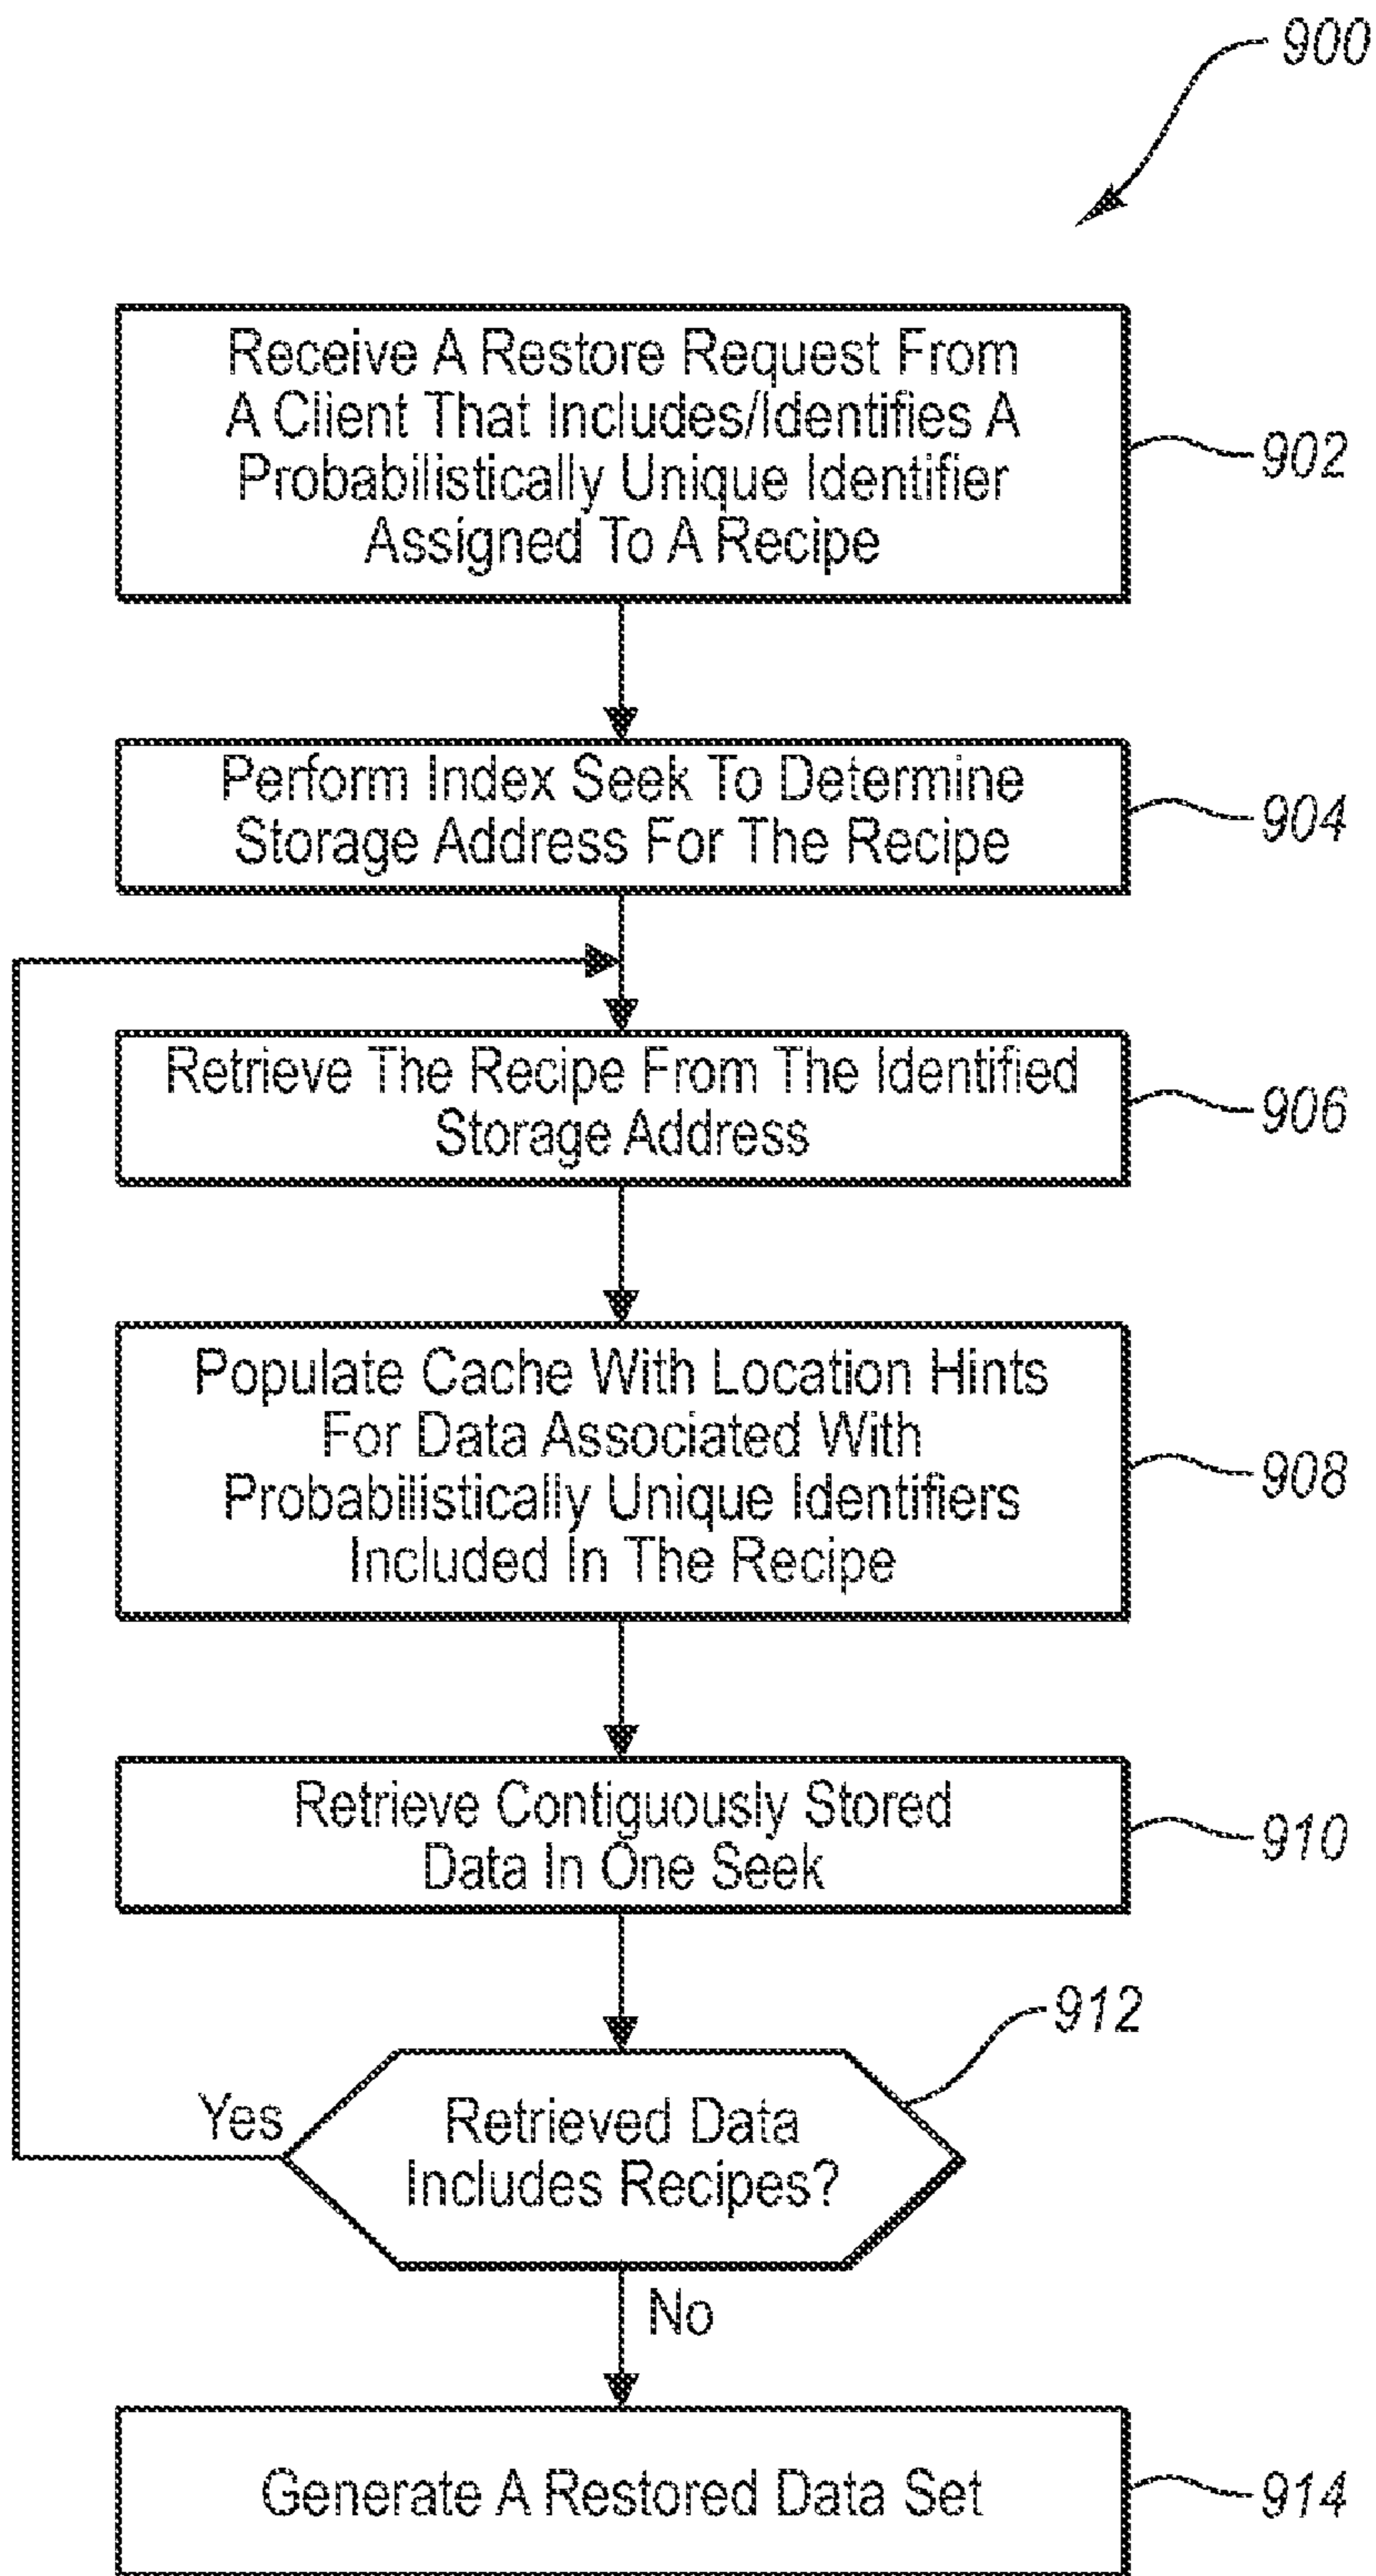 900
Receive A Restore Request From
A Client That Includes/Identifies A
Probabilistically Unique Identifier
Assigned To A Recipe
902
Perform Index Seek To Determine
Storage Address For The Recipe
904
Retrieve The Recipe From The Identified
Storage Address
906
Populate Cache With Location Hints
For Data Associated With
Probabilistically Unique Identifiers
Included In The Recipe
908
Retrieve Contiguously Stored
Data In One Seek
910
912
Yes
Retrieved Data
Includes Recipes?
No
Generate A Restored Data Set
914